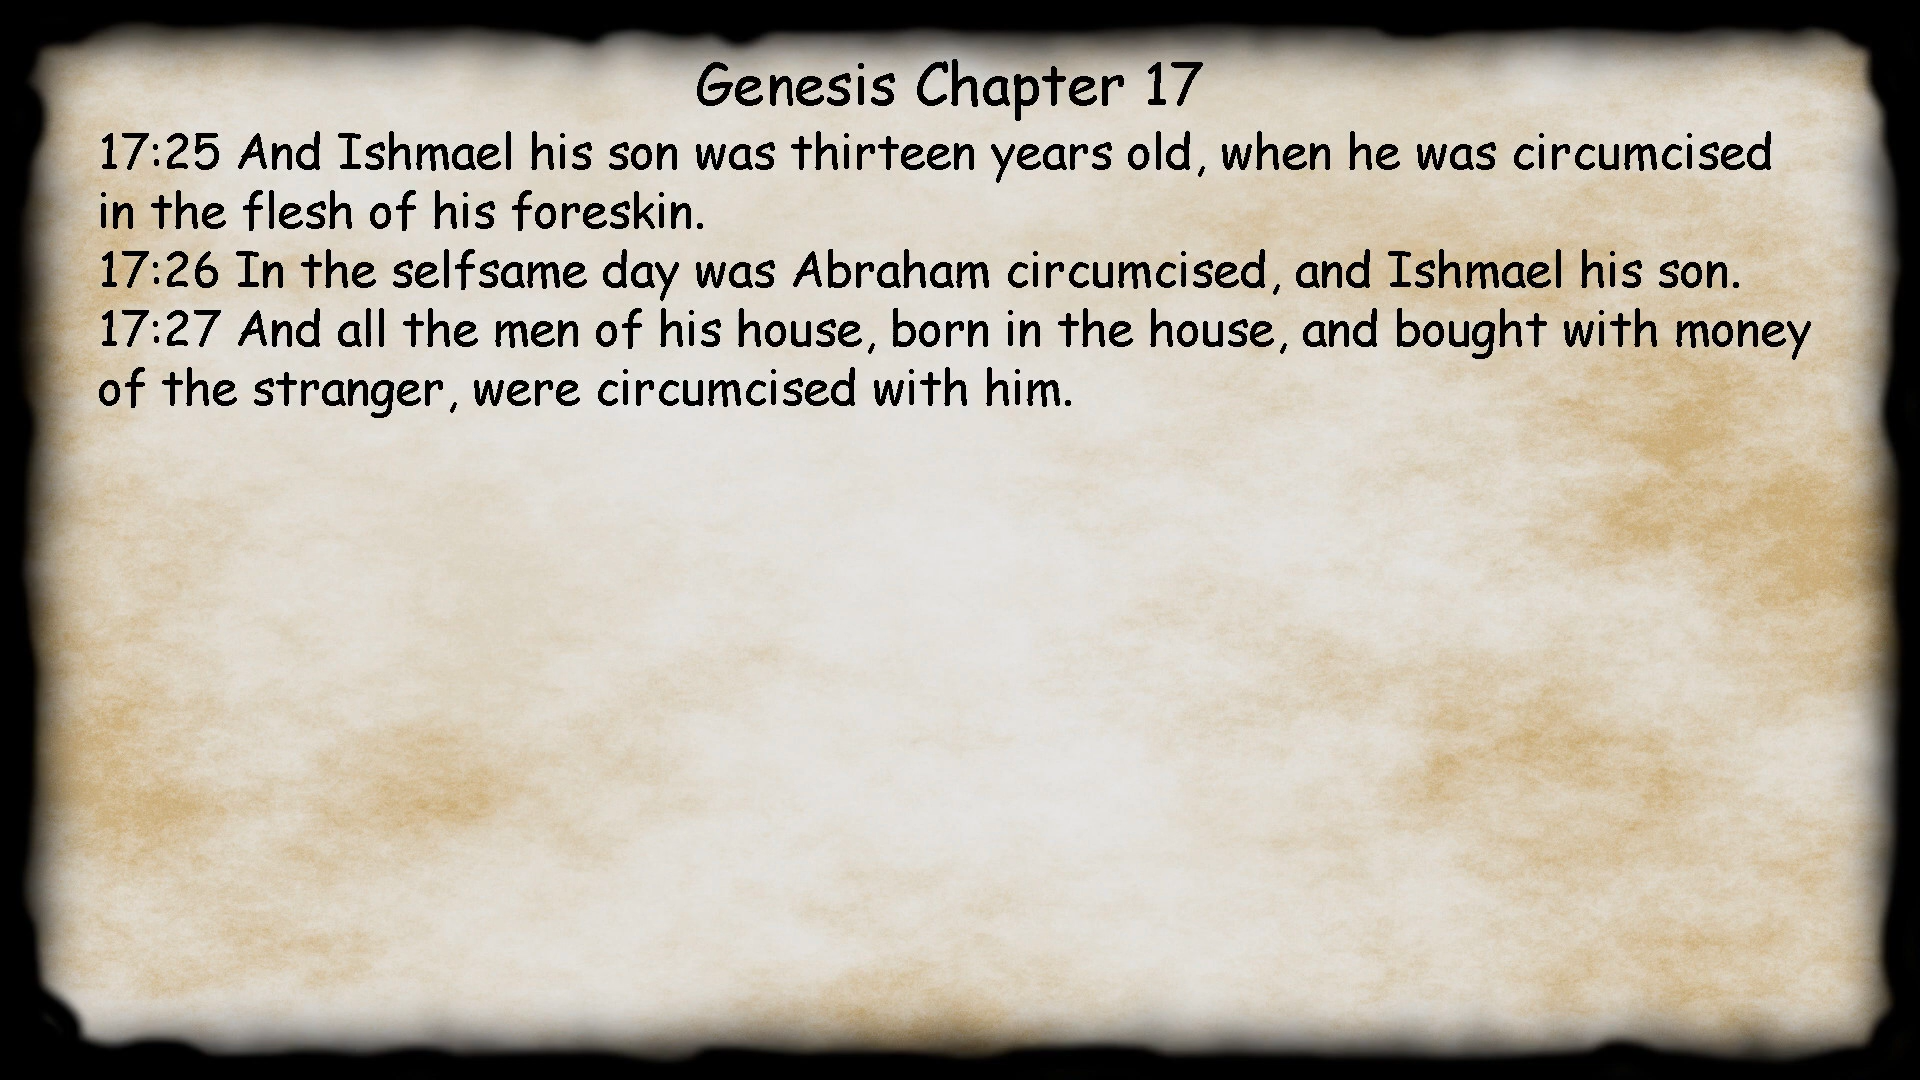 Genesis Chapter 17
17:25 And Ishmael his son was thirteen years old, when he was circumcised
in the flesh of his foreskin.
17:26 In the selfsame day was Abraham circumcised, and Ishmael his son.
17:27 And all the men of his house, born in the house, and bought with money
of the stranger, were circumcised with him.